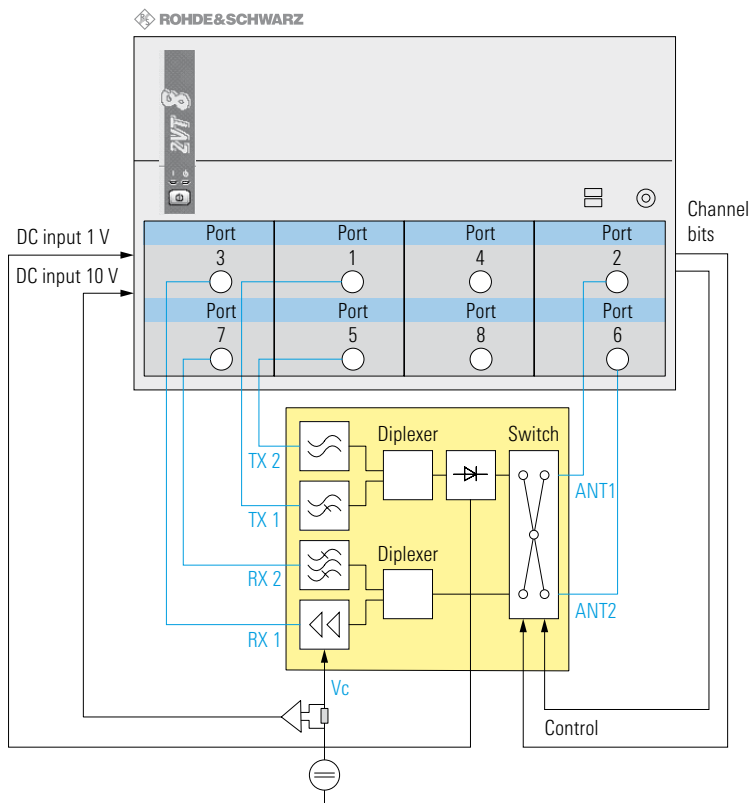 ROHDE&SCHWARZ
ZVT 8
Channel
bits
DC input 1 V
DC input 10 V
Port Port Port Port
3 1 4 2
Port Port Port Port
7 5 8 6
Diplexer Switch
TX 2
ANT1
TX 1
Diplexer
RX 2
ANT2
RX 1
Vc
Control